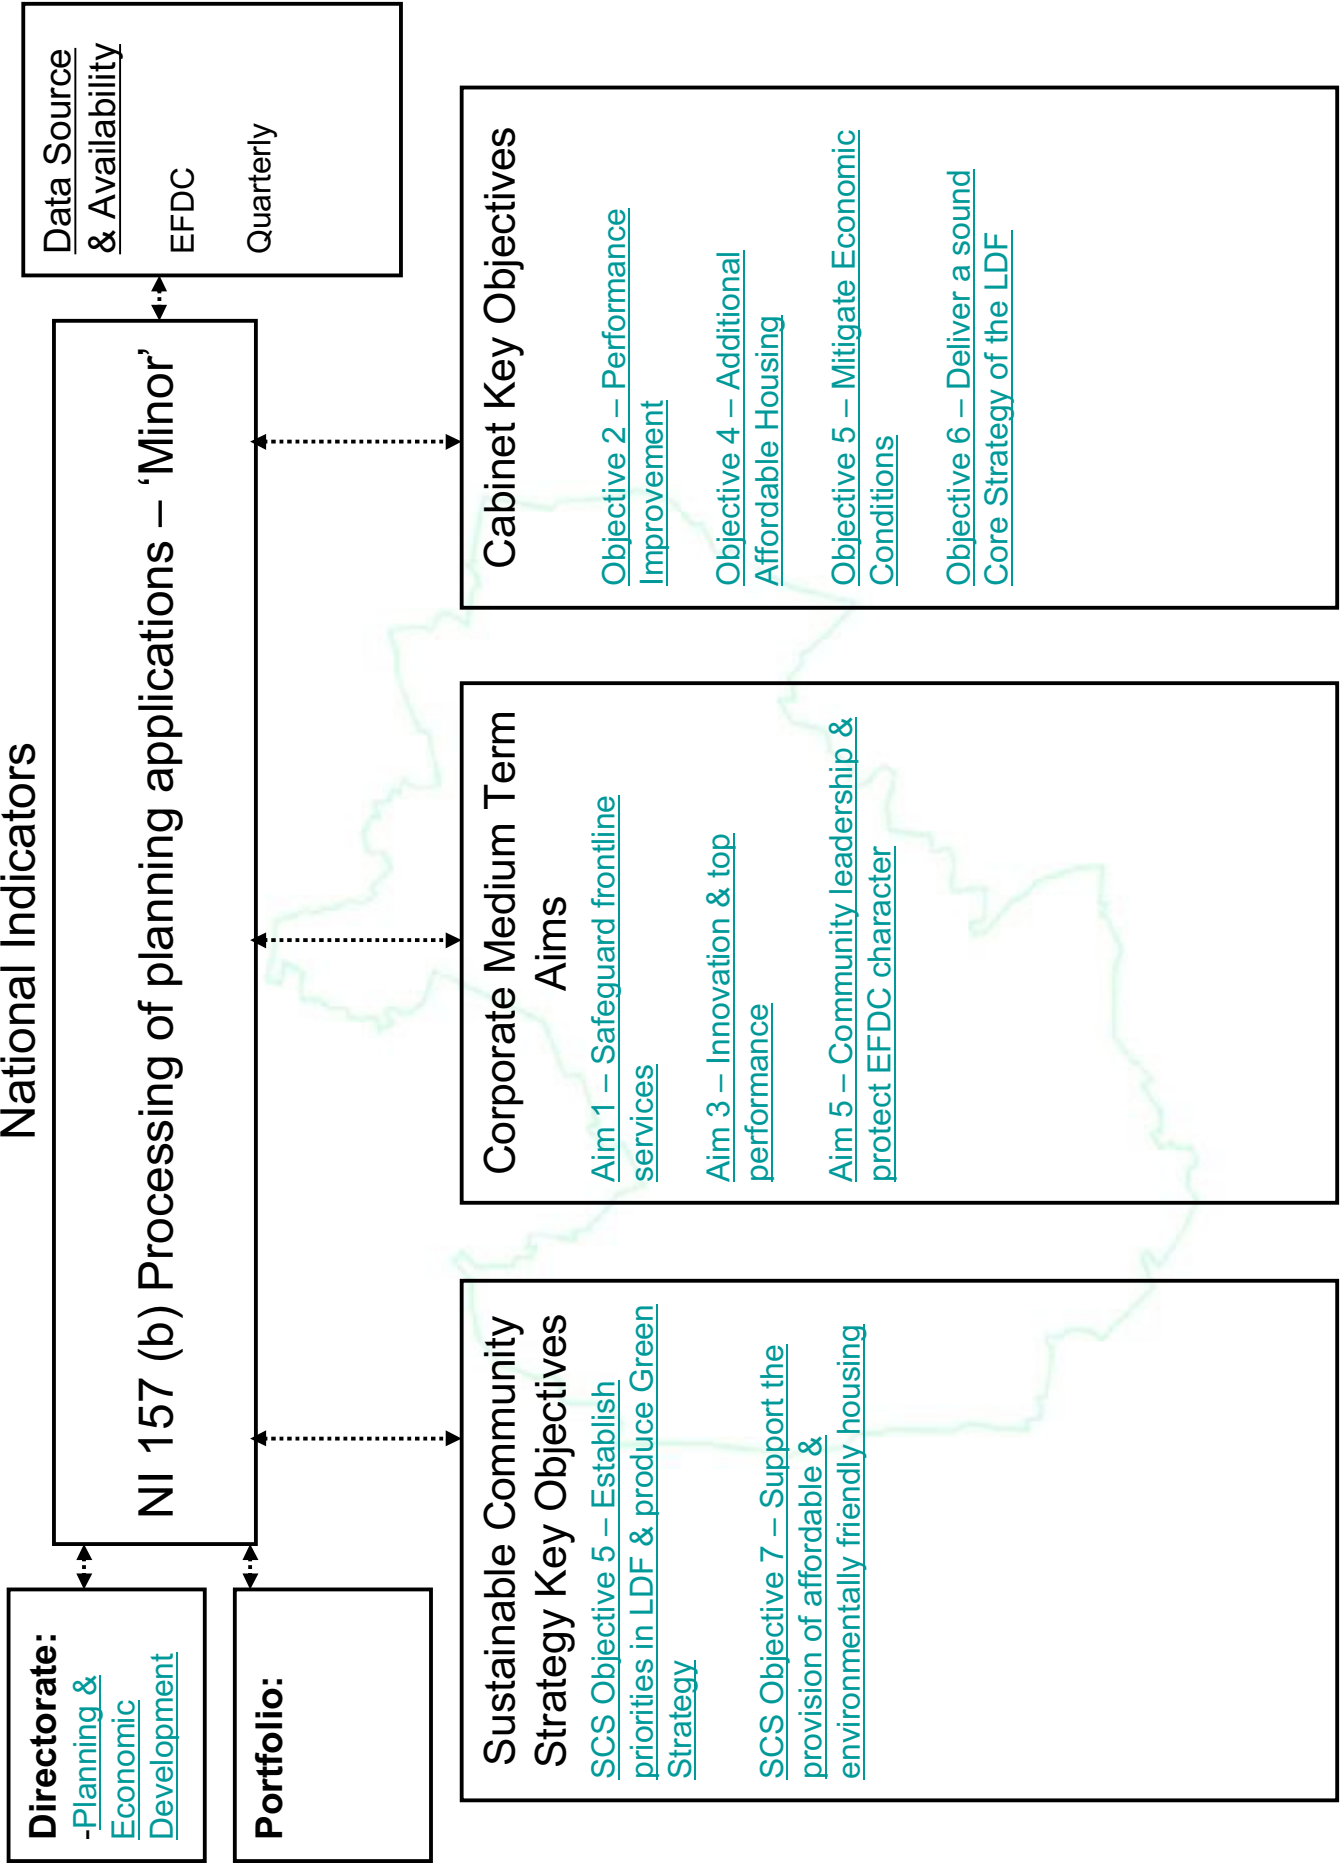 National Indicators
Directorate:
-Planning &
Economic
Development
Portfolio:
NI 157 (b) Processing of planning applications – ‘Minor’
Data Source
& Availability
EFDC
Quarterly
Sustainable Community
Strategy Key Objectives
SCS Objective 5 – Establish
priorities in LDF & produce Green
Strategy
SCS Objective 7 – Support the
provision of affordable &
environmentally friendly housing
Corporate Medium Term
Aims
Aim 1 – Safeguard frontline
services
Aim 3 – Innovation & top
performance
Aim 5 – Community leadership &
protect EFDC character
Cabinet Key Objectives
Objective 2 – Performance
Improvement
Objective 4 – Additional
Affordable Housing
Objective 5 – Mitigate Economic
Conditions
Objective 6 – Deliver a sound
Core Strategy of the LDF